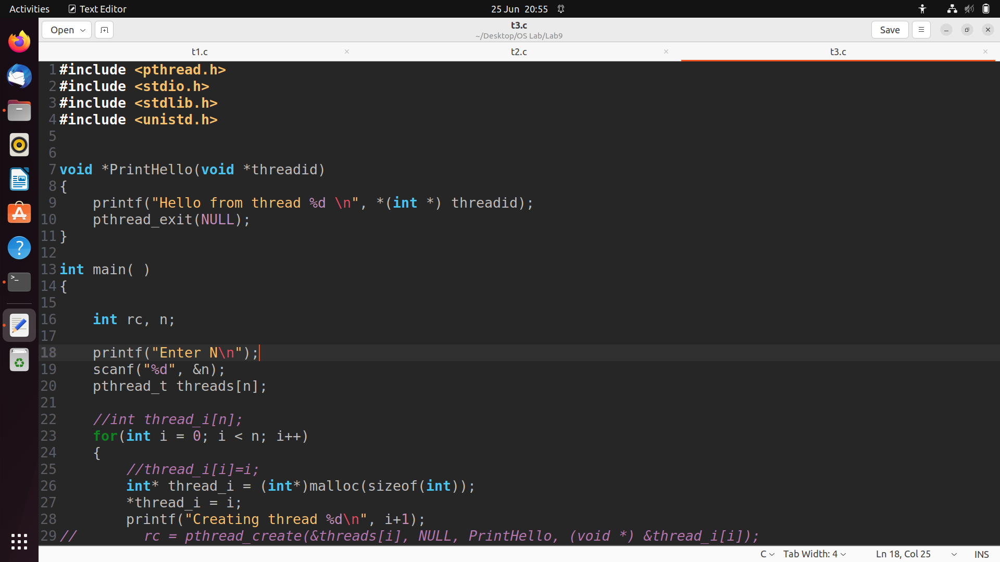 Activities Text Editor 25 Jun 20:55
Open t3.c Save
~/Desktop/OS Lab/Lab9
t1.c t2.c t3.c
1 #include <pthread.h>
2 #include <stdio.h>
3 #include <stdlib.h>
4 #include <unistd.h>
5
6
7 void *PrintHello(void *threadid)
8 {
9     printf("Hello from thread %d \n", *(int *) threadid);
10     pthread_exit(NULL);
11 }
12
13 int main( )
14 {
15
16     int rc, n;
17
18     printf("Enter N\n");
19     scanf("%d", &n);
20     pthread_t threads[n];
21
22     //int thread_i[n];
23     for(int i = 0; i < n; i++)
24     {
25         //thread_i[i]=i;
26         int* thread_i = (int*)malloc(sizeof(int));
27         *thread_i = i;
28         printf("Creating thread %d\n", i+1);
29 //        rc = pthread_create(&threads[i], NULL, PrintHello, (void *) &thread_i[i]);
C Tab Width: 4 Ln 18, Col 25 INS